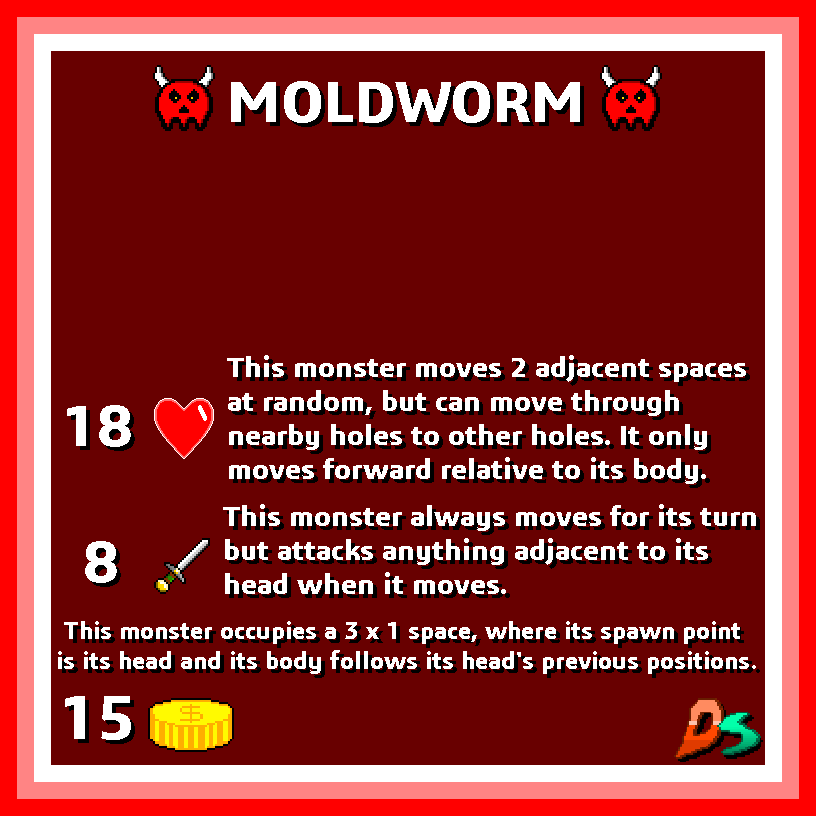 MOLDWORM
This monster moves 2 adjacent spaces
at random, but can move through
nearby holes to other holes. It only
moves forward relative to its body.
18
This monster always moves for its turn
but attacks anything adjacent to its
head when it moves.
8
This monster occupies a 3 x 1 space, where its spawn point
is its head and its body follows its head's previous positions.
15
$
DS